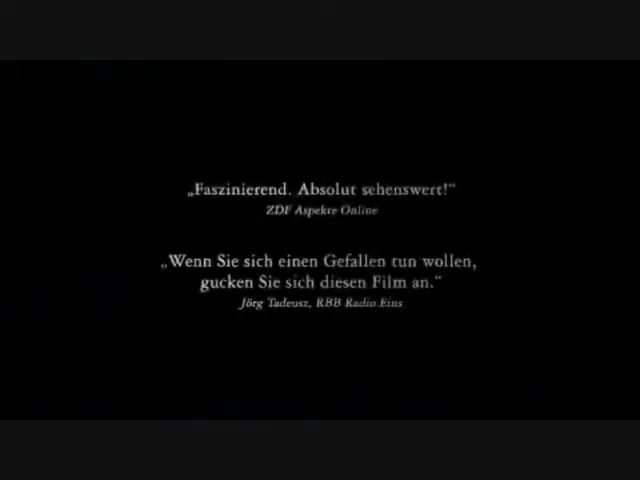 „Faszinierend. Absolut sehenswert!“
ZDF Aspekte Online
„Wenn Sie sich einen Gefallen tun wollen,
gucken Sie sich diesen Film an.“
Jörg Tadeusz, RBB Radio Eins